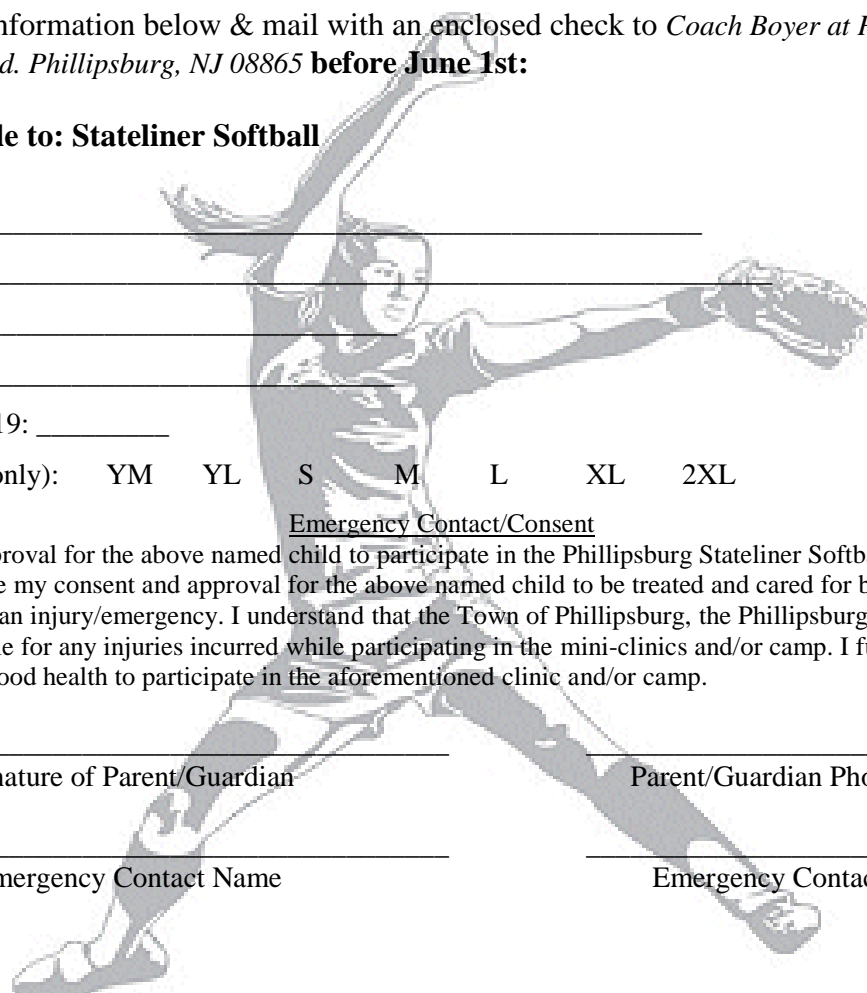 nformation below & mail with an enclosed check to Coach Boyer at P
d. Phillipsburg, NJ 08865 before June 1st:
le to: Stateliner Softball
19: _________
only): YM YL S M L XL 2XL
Emergency Contact/Consent
proval for the above named child to participate in the Phillipsburg Stateliner Softb
e my consent and approval for the above named child to be treated and cared for b
an injury/emergency. I understand that the Town of Phillipsburg, the Phillipsburg
le for any injuries incurred while participating in the mini-clinics and/or camp. I fu
ood health to participate in the aforementioned clinic and/or camp.
nature of Parent/Guardian Parent/Guardian Pho
mergency Contact Name Emergency Contac